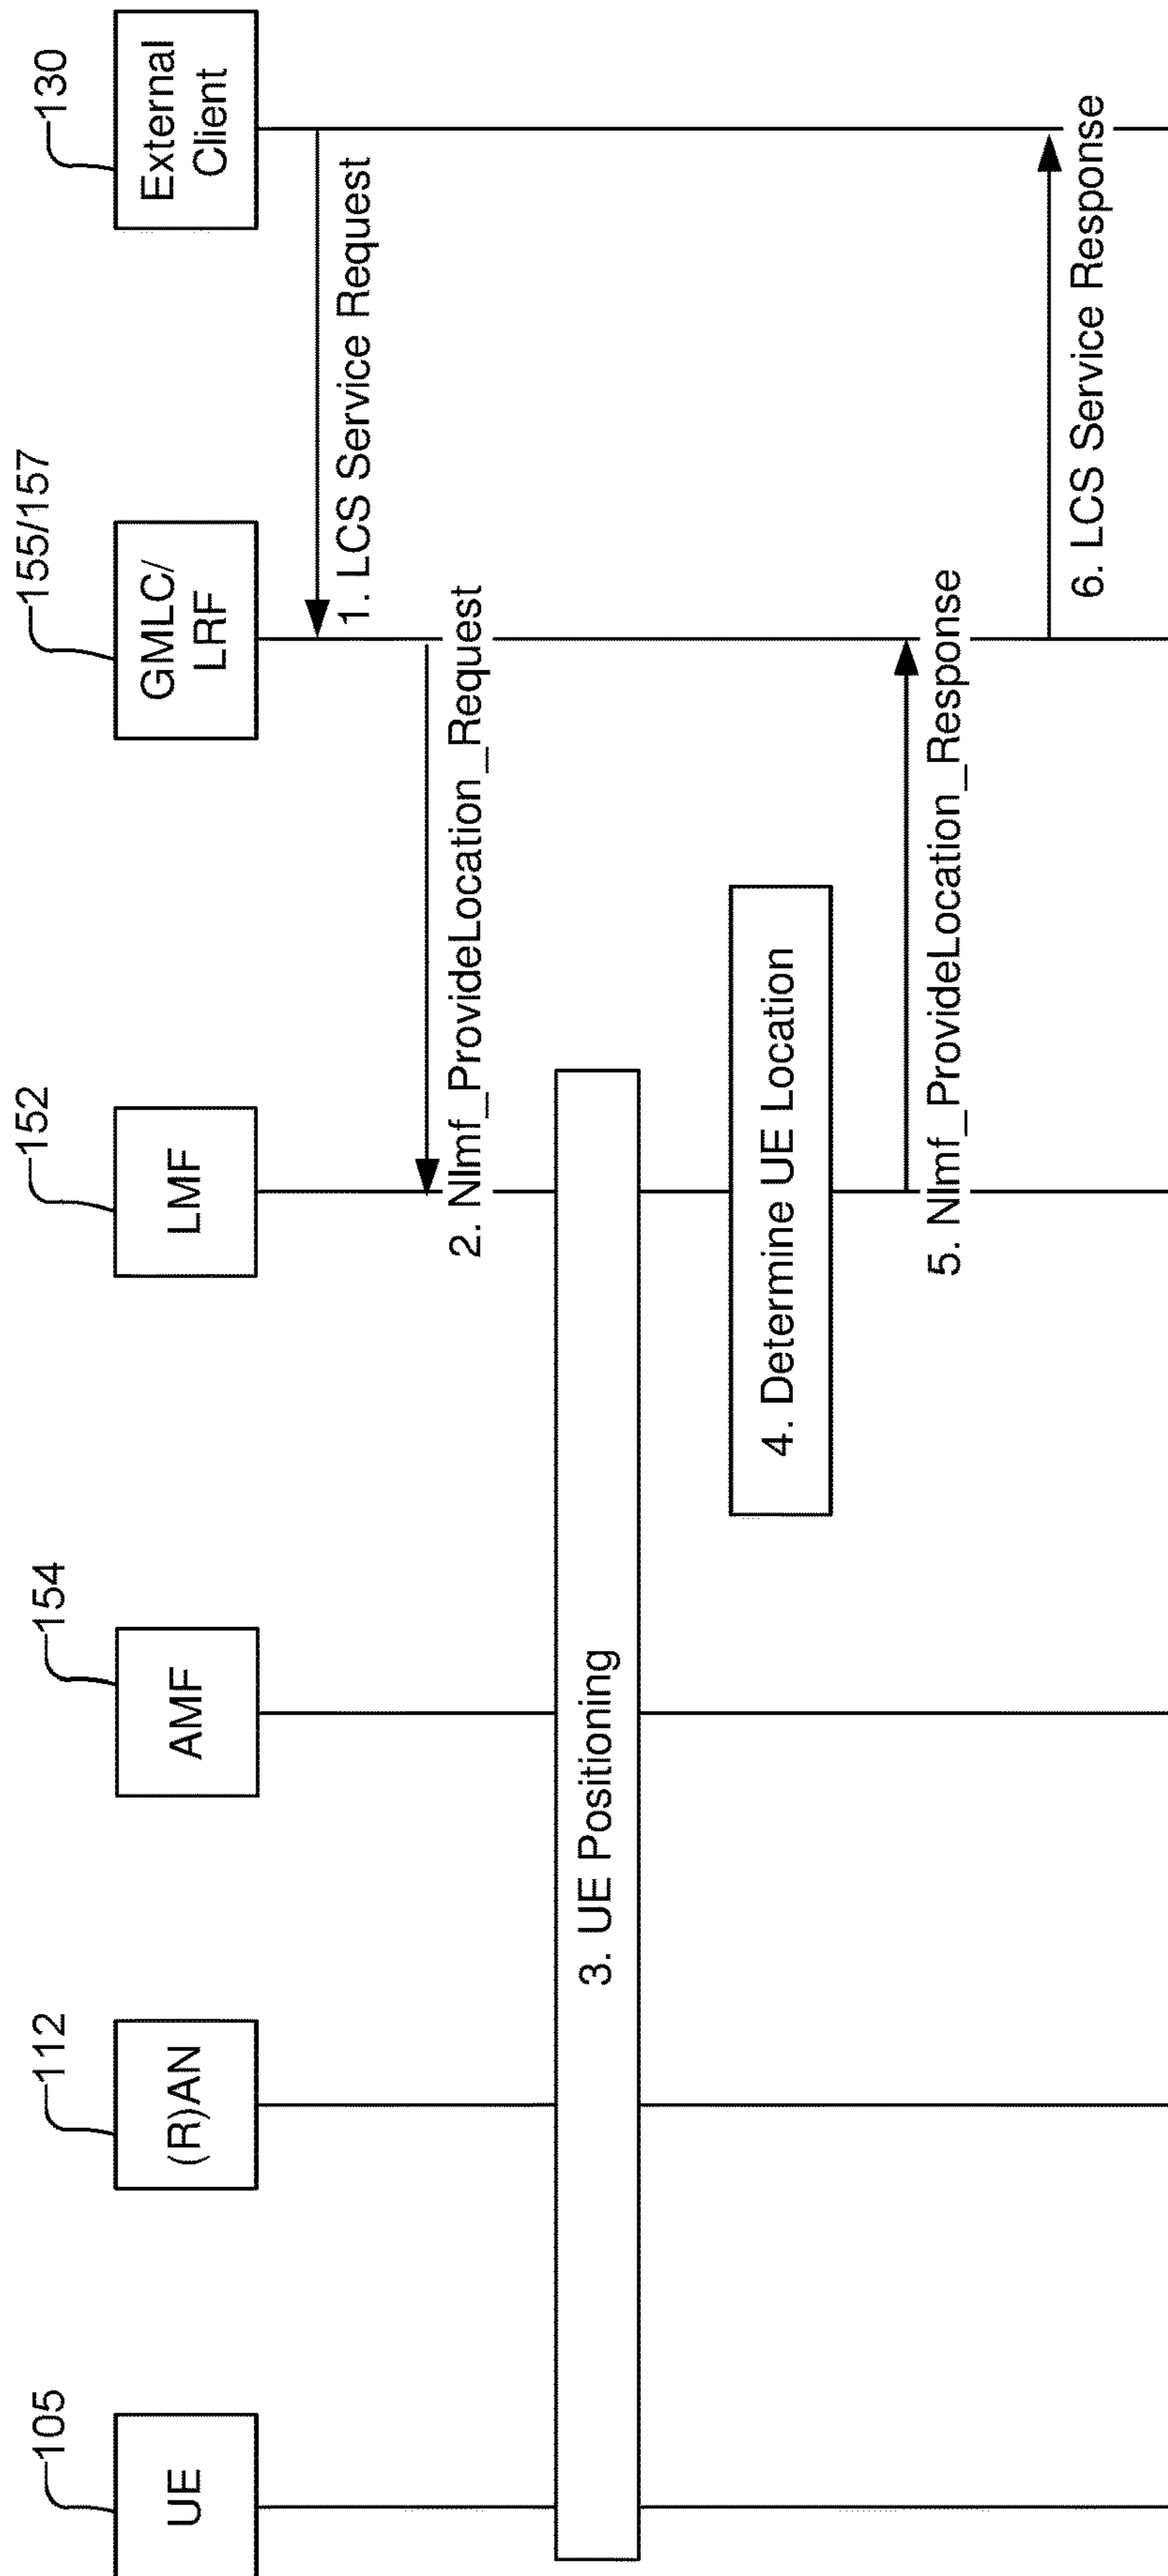 105
UE
112
(R)AN
154
AMF
152
LMF
155/157
GMLC/
LRF
130
External
Client
1. LCS Service Request
2. Nlmf_ProvideLocation_Request
3. UE Positioning
4. Determine UE Location
5. Nlmf_ProvideLocation_Response
6. LCS Service Response